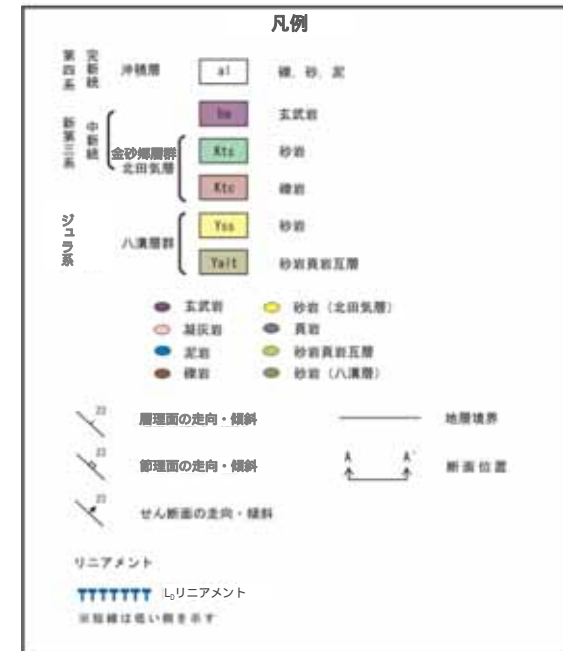 凡例
第四系 完新統 沖積層 al 礫、砂、泥
新第三系 中新統 ba 玄武岩
金砂郷層群 北田気層 Kts 砂岩
Ktc 礫岩
ジュラ系 八溝層群 Yss 砂岩
Yalt 砂岩頁岩互層
玄武岩 砂岩（北田気層）
凝灰岩 頁岩
泥岩 砂岩頁岩互層
礫岩 砂岩（八溝層）
23 層理面の走向・傾斜 地層境界
23 節理面の走向・傾斜 A A' 断面位置
23 せん断面の走向・傾斜
リニアメント
LDリニアメント
※短線は低い側を示す